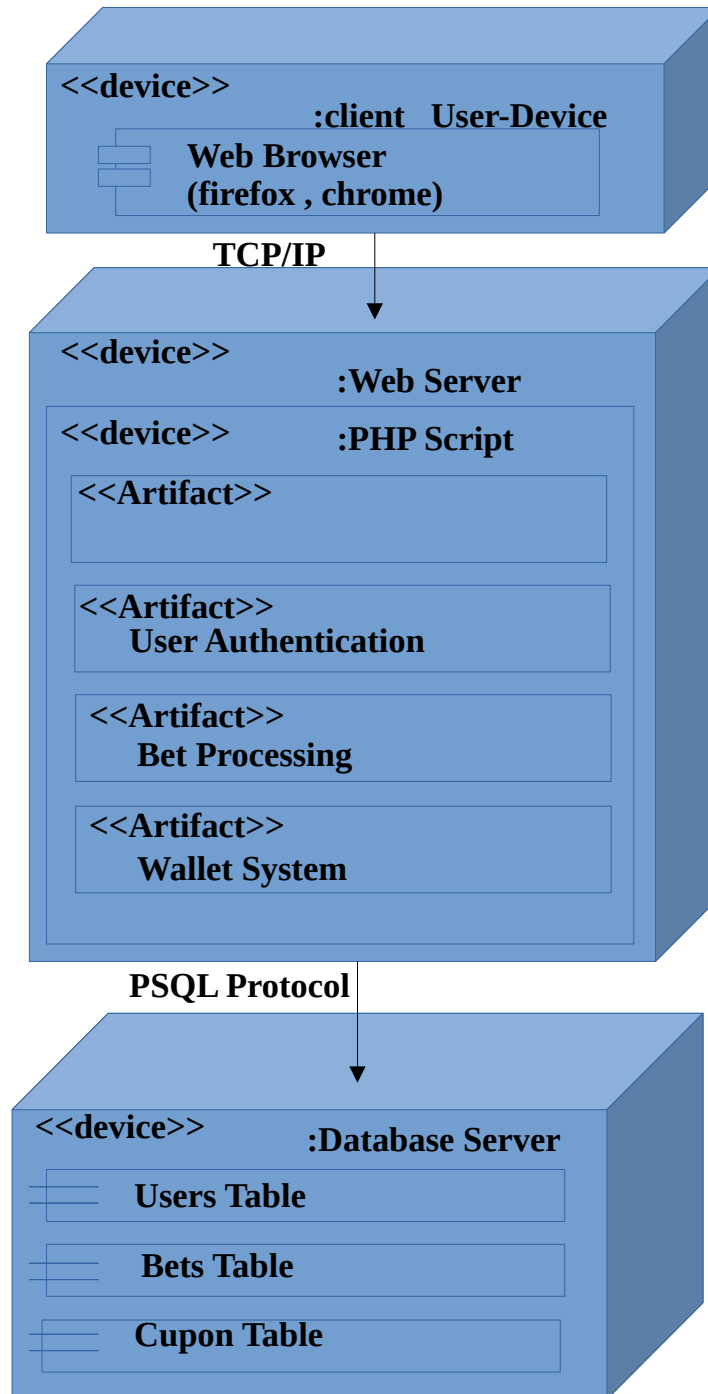 <<device>>
:client User-Device
Web Browser
(firefox , chrome)
TCP/IP
<<device>>
:Web Server
<<device>>
:PHP Script
<<Artifact>>
<<Artifact>>
User Authentication
<<Artifact>>
Bet Processing
<<Artifact>>
Wallet System
PSQL Protocol
<<device>>
:Database Server
Users Table
Bets Table
Cupon Table